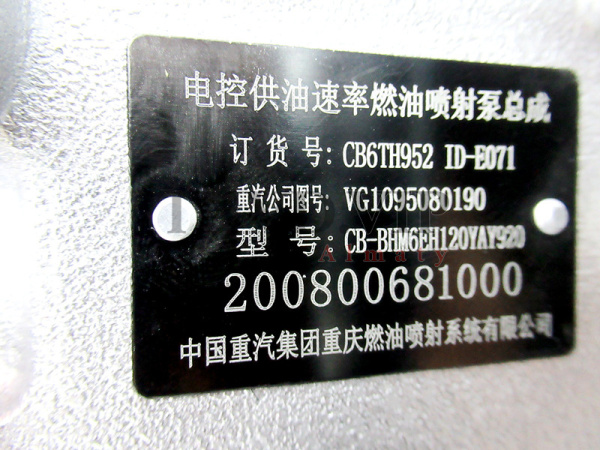 电控供油速率燃油喷射泵总成
订 货 号: CB6TH952 ID-E071
重汽公司图号: VG1095080190
型 号: CB-BHM6EH120YAY920
Almaty
200800681000
中国重汽集团重庆燃油喷射系统有限公司